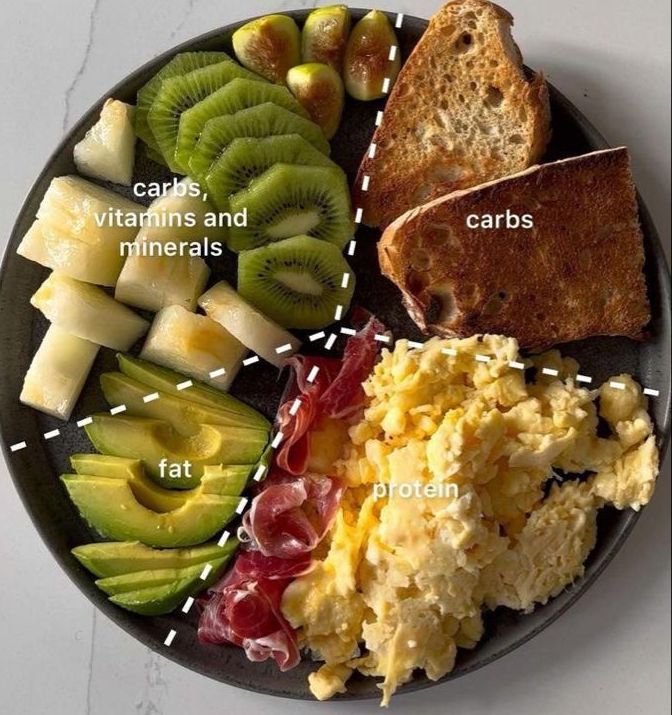 carbs,
vitamins and
minerals
carbs
fat
protein